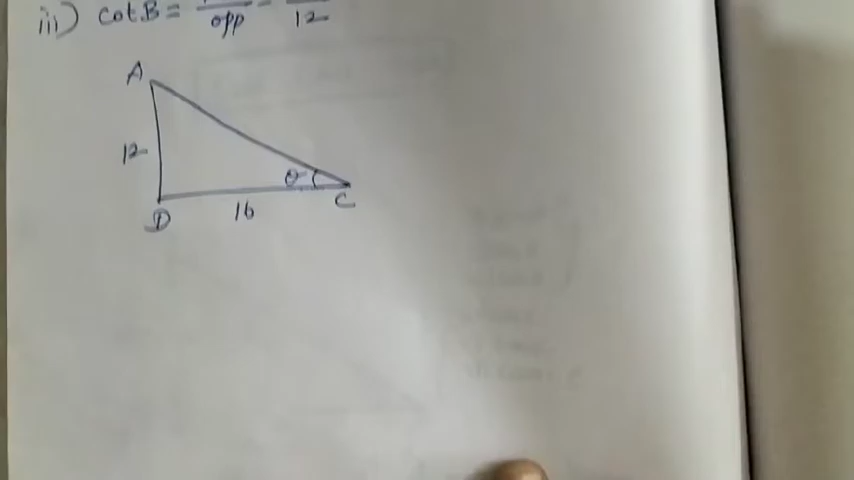 iii) cot B = /opp = /12
A
12
θ
D 16 C